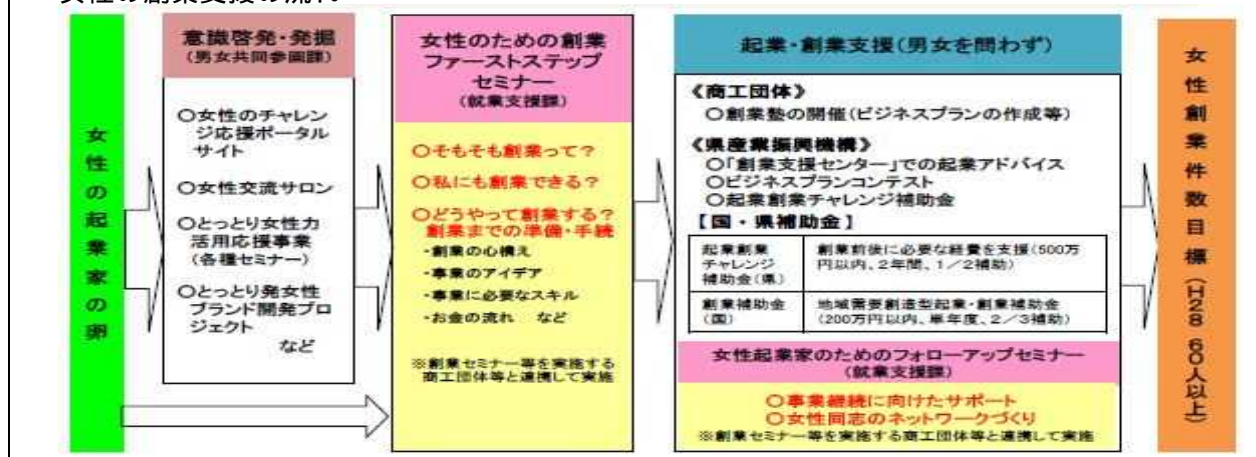 女性の創業支援の流れ
女性の起業家の卵
意識啓発・発掘
(男女共同参画課)
○女性のチャレン
ジ応援ポータル
サイト
○女性交流サロン
○とっとり女性力
活用応援事業
(各種セミナー)
○とっとり発女性
ブランド開発プロ
ジェクト
など
女性のための創業
ファーストステップ
セミナー
(就業支援課)
○そもそも創業って?
○私にも創業できる?
○どうやって創業する?
創業までの準備・手続
・創業の心構え
・事業のアイデア
・事業に必要なスキル
・お金の流れ など
※創業セミナー等を実施する
商工団体等と連携して実施
起業・創業支援(男女を問わず)
《商工団体》
○創業塾の開催(ビジネスプランの作成等)
《県産業振興機構》
○「創業支援センター」での起業アドバイス
○ビジネスプランコンテスト
○起業創業チャレンジ補助金
【国・県補助金】
起業創業
チャレンジ
補助金(県)
創業前後に必要な経費を支援(500万
円以内、2年間、1/2補助)
創業補助金
(国)
地域需要創造型起業・創業補助金
(200万円以内、単年度、2/3補助)
女性起業家のためのフォローアップセミナー
(就業支援課)
○事業継続に向けたサポート
○女性同志のネットワークづくり
※創業セミナー等を実施する商工団体等と連携して実施
女性創業件数目標(H28 60人以上)